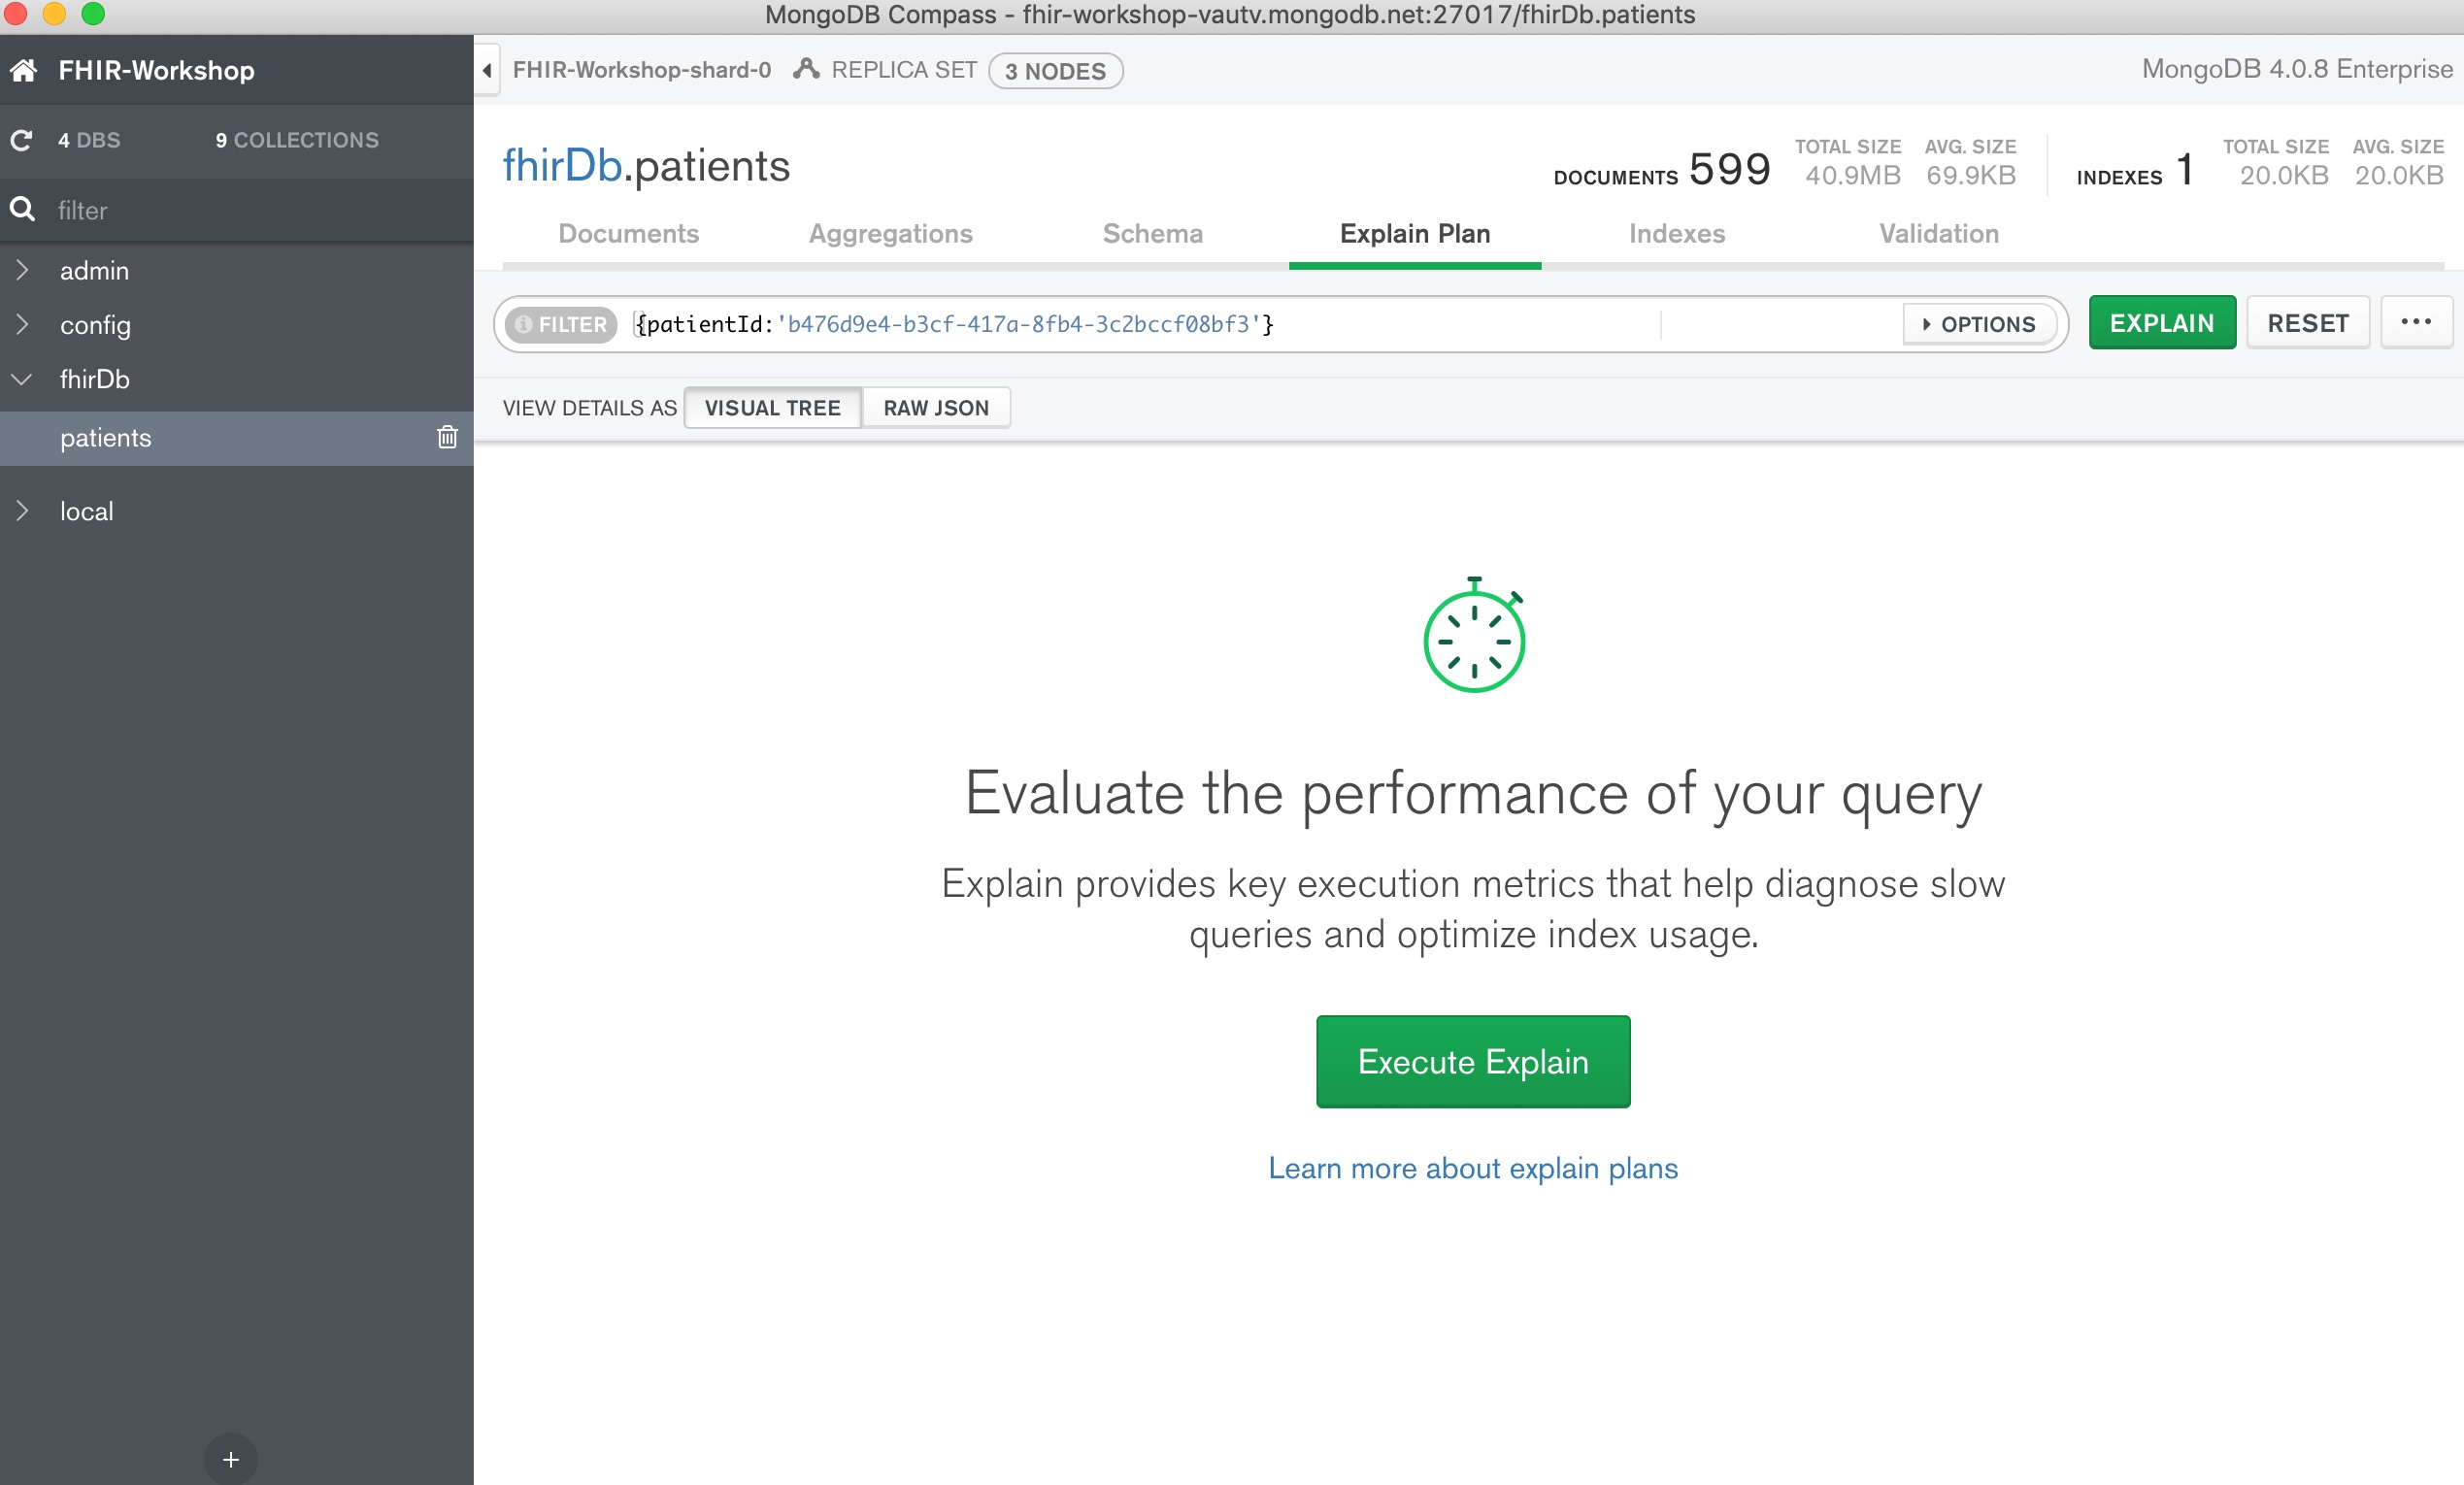 MongoDB Compass - fhir-workshop-vautv.mongodb.net:27017/fhirDb.patients
FHIR-Workshop
FHIR-Workshop-shard-0 REPLICA SET 3 NODES
MongoDB 4.0.8 Enterprise
4 DBS 9 COLLECTIONS
filter
admin
config
fhirDb
patients
local
+
fhirDb.patients
DOCUMENTS 599 TOTAL SIZE 40.9MB AVG. SIZE 69.9KB
INDEXES 1 TOTAL SIZE 20.0KB AVG. SIZE 20.0KB
Documents Aggregations Schema Explain Plan Indexes Validation
FILTER {patientId:'b476d9e4-b3cf-417a-8fb4-3c2bccf08bf3'} OPTIONS EXPLAIN RESET ...
VIEW DETAILS AS VISUAL TREE RAW JSON
Evaluate the performance of your query
Explain provides key execution metrics that help diagnose slow
queries and optimize index usage.
Execute Explain
Learn more about explain plans